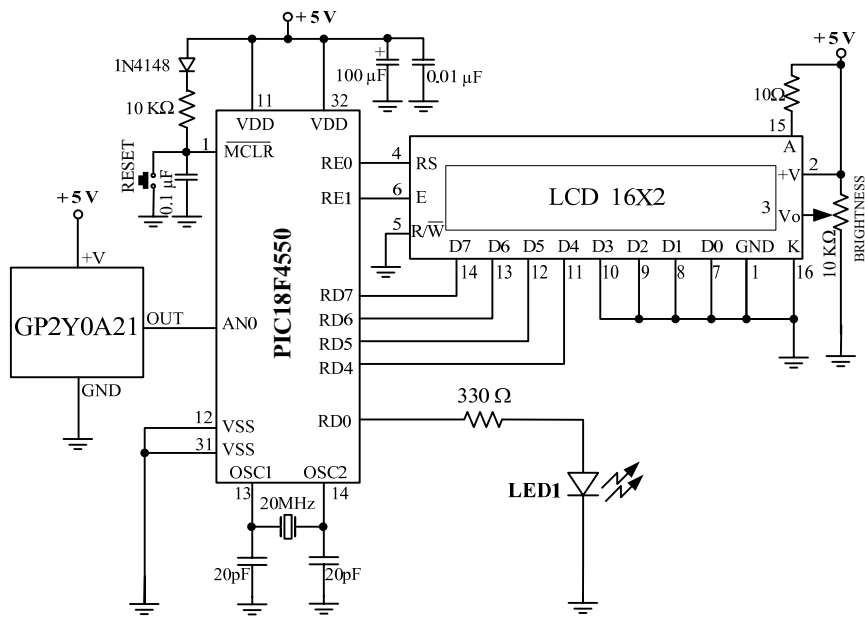 +5V
1N4148
10 KΩ
100 µF
+
0.01 µF
+5V
10Ω
11
VDD
32
VDD
1
MCLR
RESET
0.1 µF
15
A
RE0
4
RS
+V
2
RE1
6
E
LCD 16X2
3
Vo
BRIGHTNESS
10 KΩ
5
R/W
D7
D6
D5
D4
D3
D2
D1
D0
GND
K
14
13
12
11
10
9
8
7
1
16
+5V
+V
GP2Y0A21
OUT
GND
AN0
PIC18F4550
RD7
RD6
RD5
RD4
RD0
330 Ω
LED1
12
VSS
31
VSS
OSC1
OSC2
13
14
20MHz
20pF
20pF